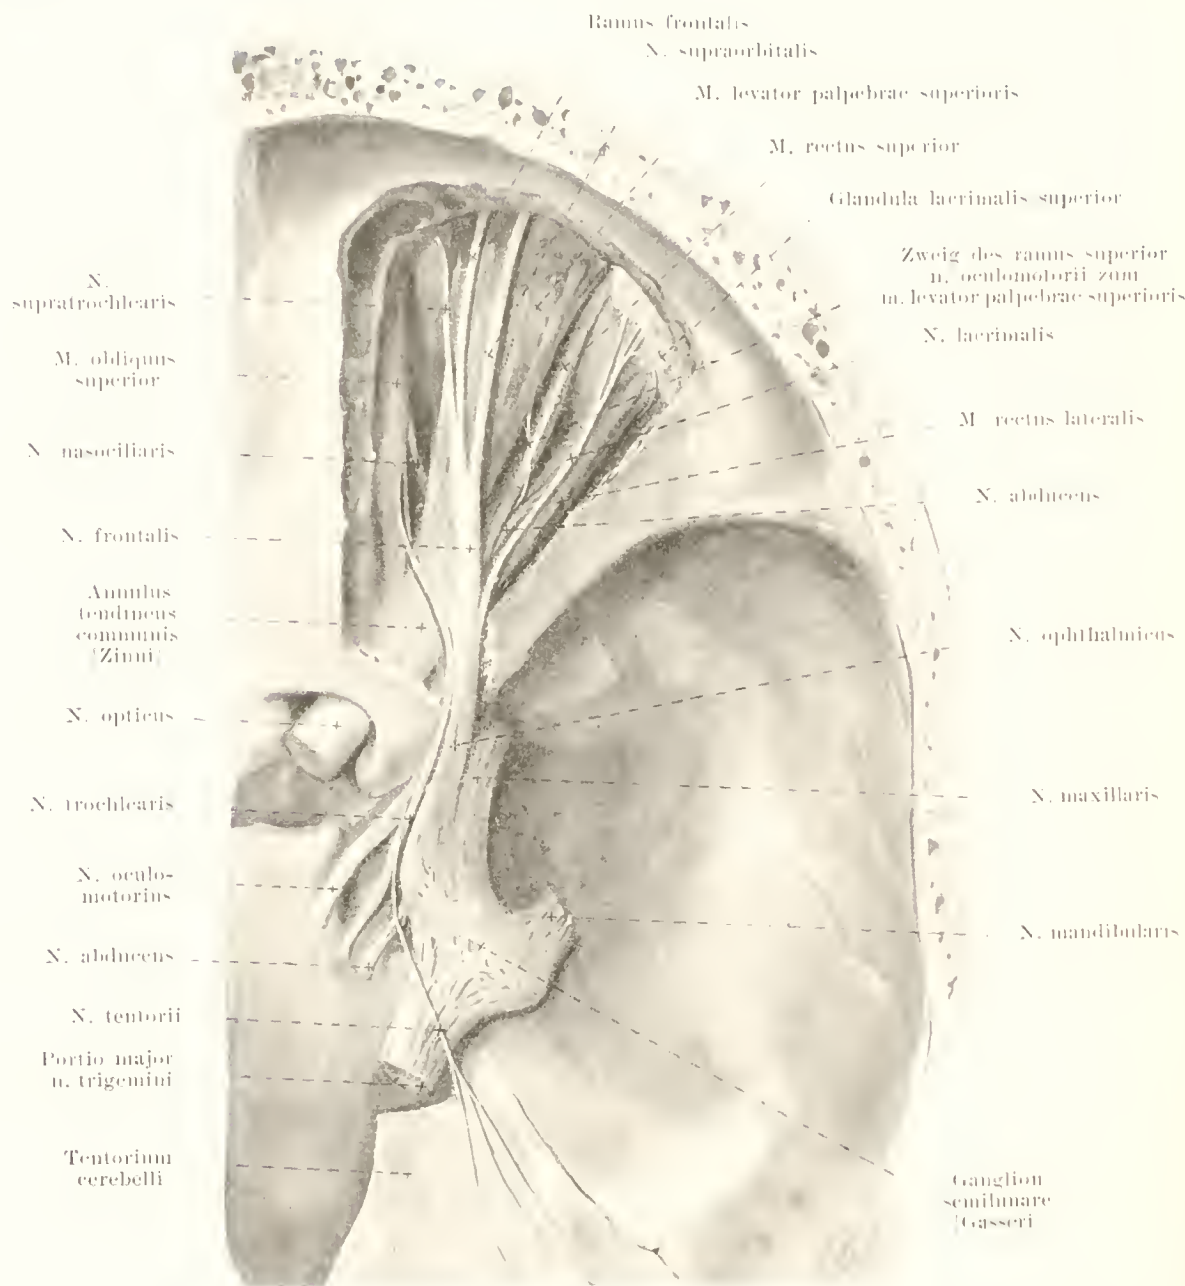 Ramus frontalis
N. supraorbitalis
M. levator palpebrae superioris
M. rectus superior
Glandula lacrimalis superior
Zweig des ramus superior
n. oculomotorii zum
m. levator palpebrae superioris
N. lacrimalis
M. rectus lateralis
N. abducens
N. ophthalmicus
N. maxillaris
N. mandibularis
Ganglion
semilunare
(Gasseri
N.
supratrochlearis
M. obliquus
superior
N. nasociliaris
N. frontalis
Annulus
tendineus
communis
(Zinni)
N. opticus
N. trochlearis
N. oculo-
motorius
N. abducens
N. tentorii
Portio major
n. trigemini
Tentorium
cerebelli